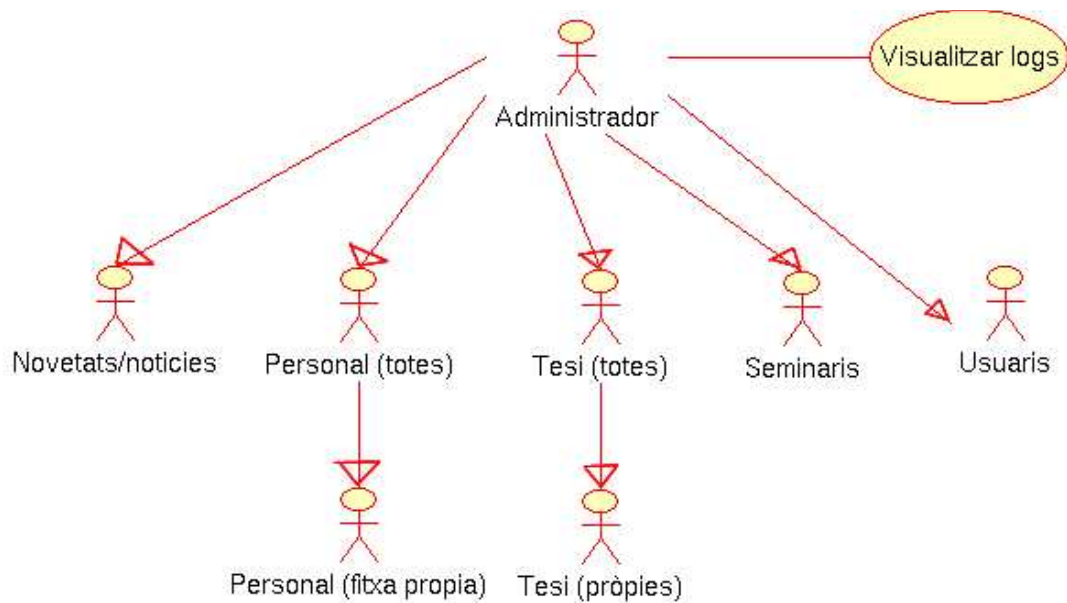 Visualitzar logs
Administrador
Novetats/noticies
Personal (totes)
Tesi (totes)
Seminaris
Usuaris
Personal (fitxa propia)
Tesi (pròpies)